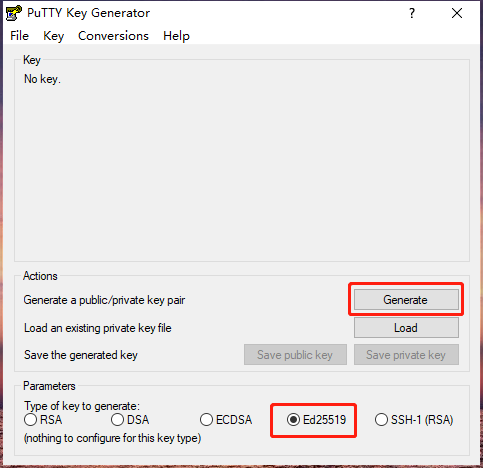 PuTTY Key Generator
?
File Key Conversions Help
Key
No key.
Actions
Generate a public/private key pair
Generate
Load an existing private key file
Load
Save the generated key
Save public key
Save private key
Parameters
Type of key to generate:
RSA DSA ECDSA Ed25519 SSH-1 (RSA)
(nothing to configure for this key type)